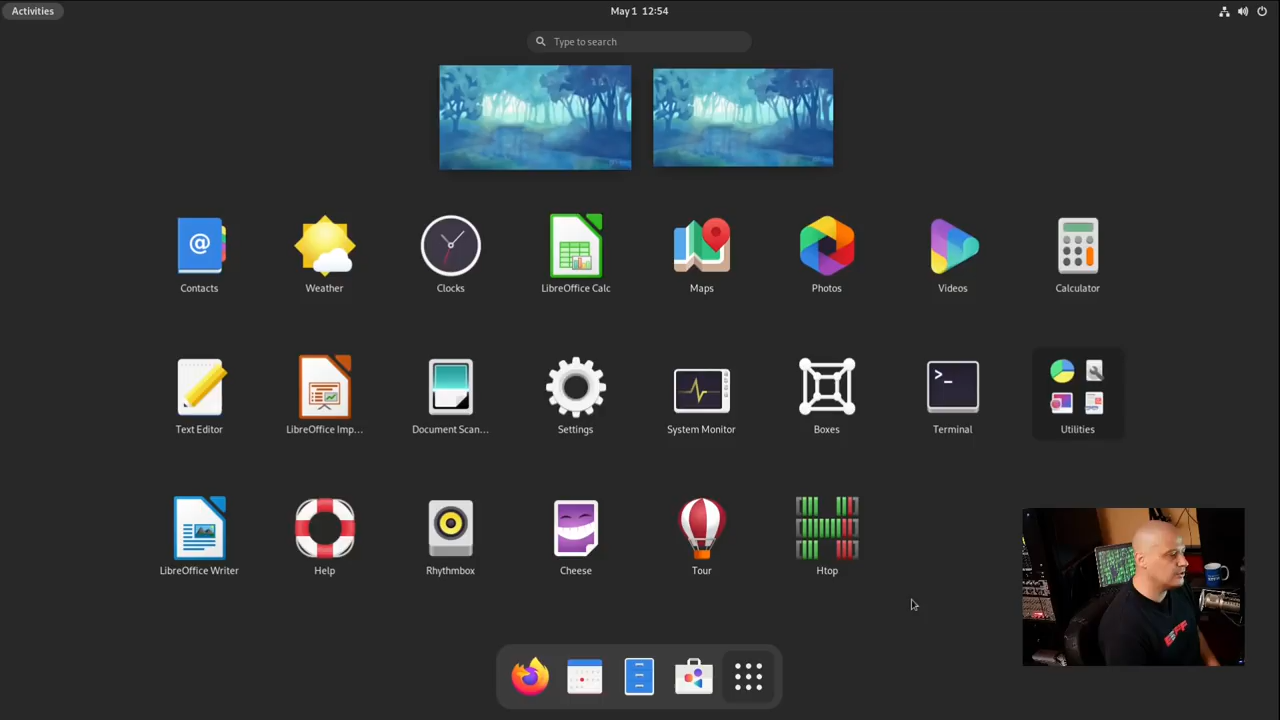 Activities
May 1 12:54
Type to search
Contacts
Weather
Clocks
LibreOffice Calc
Maps
Photos
Videos
Calculator
Text Editor
LibreOffice Imp...
Document Scan...
Settings
System Monitor
Boxes
Terminal
Utilities
LibreOffice Writer
Help
Rhythmbox
Cheese
Tour
Htop